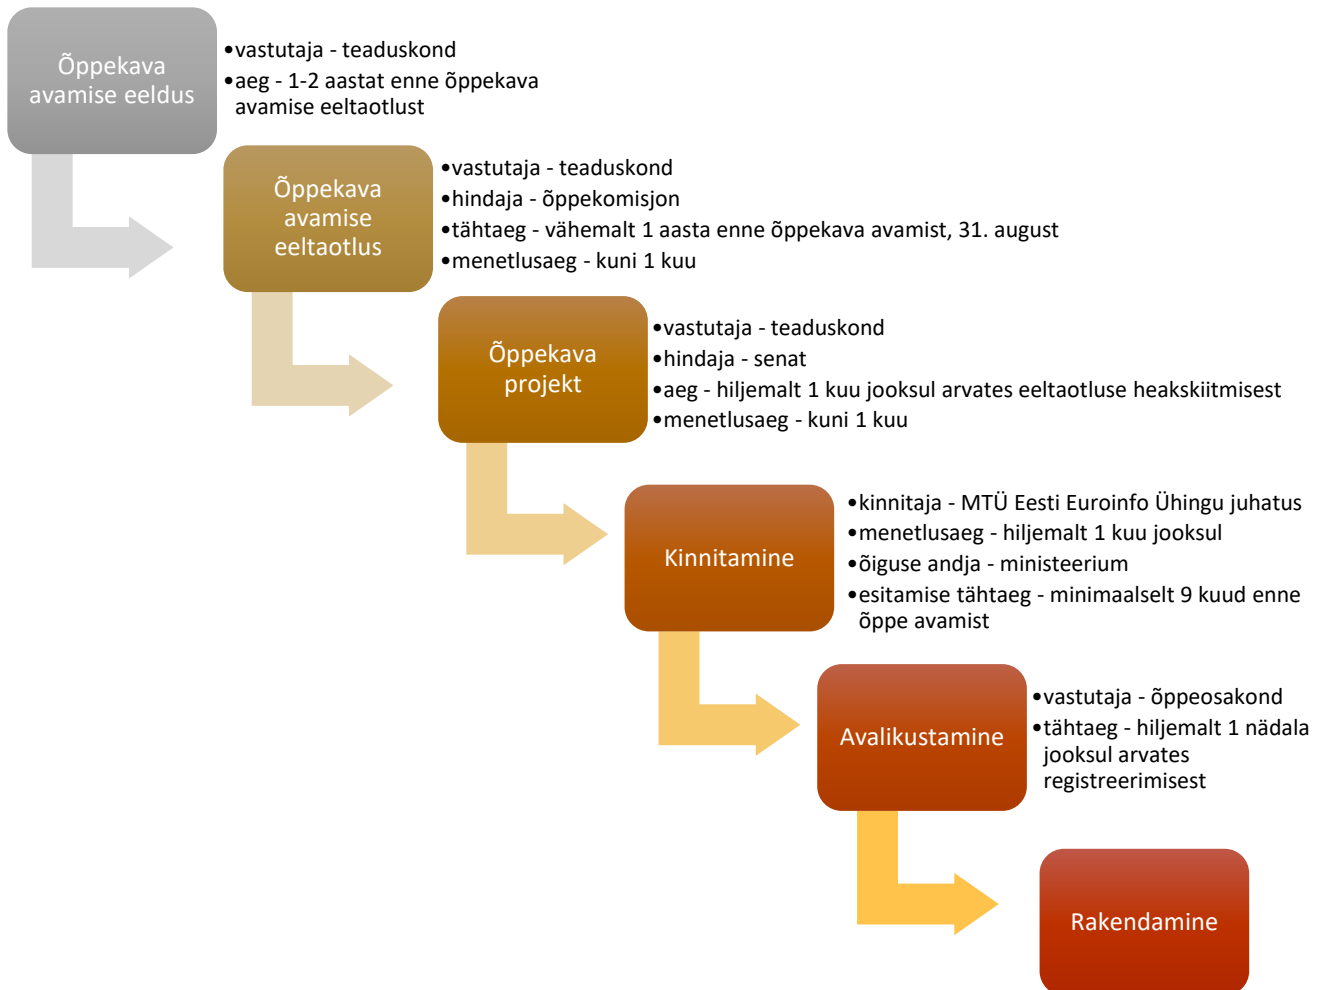 Õppekava
avamise eeldus
•vastutaja - teaduskond
•aeg - 1-2 aastat enne õppekava
avamise eeltaotlust
Õppekava
avamise
eeltaotlus
•vastutaja - teaduskond
•hindaja - õppekomisjon
•tähtaeg - vähemalt 1 aasta enne õppekava avamist, 31. august
•menetlusaeg - kuni 1 kuu
Õppekava
projekt
•vastutaja - teaduskond
•hindaja - senat
•aeg - hiljemalt 1 kuu jooksul arvates eeltaotluse heakskiitmisest
•menetlusaeg - kuni 1 kuu
Kinnitamine
•kinnitaja - MTÜ Eesti Euroinfo Ühingu juhatus
•menetlusaeg - hiljemalt 1 kuu jooksul
•õiguse andja - ministeerium
•esitamise tähtaeg - minimaalselt 9 kuud enne
õppe avamist
Avalikustamine
•vastutaja - õppeosakond
•tähtaeg - hiljemalt 1 nädala
jooksul arvates
registreerimisest
Rakendamine